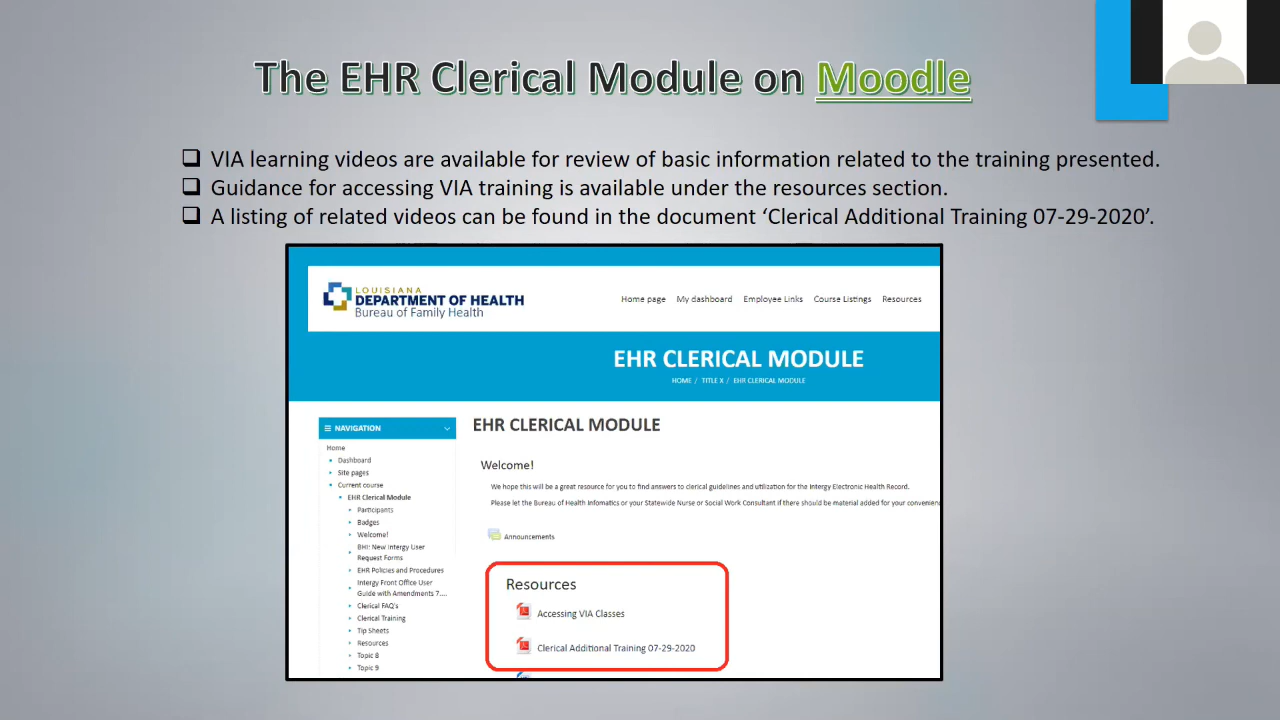 The EHR Clerical Module on Moodle
VIA learning videos are available for review of basic information related to the training presented.
Guidance for accessing VIA training is available under the resources section.
A listing of related videos can be found in the document ‘Clerical Additional Training 07-29-2020’.
LOUISIANA
DEPARTMENT OF HEALTH
Bureau of Family Health
Home page My dashboard Employee Links Course Listings Resources
EHR CLERICAL MODULE
HOME / TITLE X / EHR CLERICAL MODULE
NAVIGATION
Home
Dashboard
Site pages
Current course
EHR Clerical Module
Participants
Badges
Welcome!
BHI: New Intergy User
Request Forms
EHR Policies and Procedures
Intergy Front Office User
Guide with Amendments 7....
Clerical FAQ's
Clerical Training
Tip Sheets
Resources
Topic 8
Topic 9
EHR CLERICAL MODULE
Welcome!
We hope this will be a great resource for you to find answers to clerical guidelines and utilization for the Intergy Electronic Health Record.
Please let the Bureau of Health Infomatics or your Statewide Nurse or Social Work Consultant if there should be material added for your convenienc
Announcements
Resources
Accessing VIA Classes
Clerical Additional Training 07-29-2020